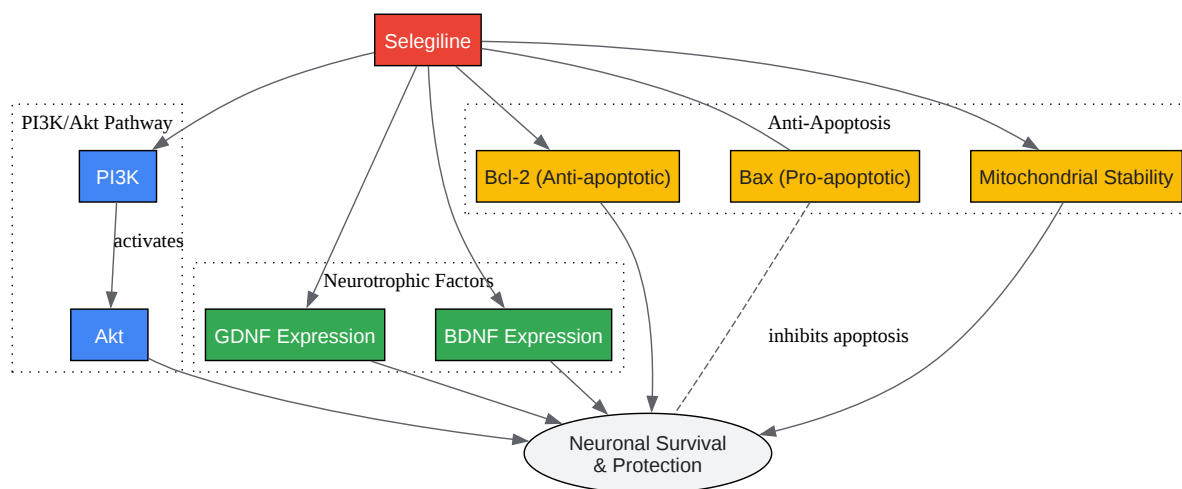 Selegiline
PI3K/Akt Pathway
Anti-Apoptosis
PI3K
Bcl-2 (Anti-apoptotic)
Bax (Pro-apoptotic)
Mitochondrial Stability
activates
Neurotrophic Factors
Akt
GDNF Expression
BDNF Expression
inhibits apoptosis
Neuronal Survival
& Protection